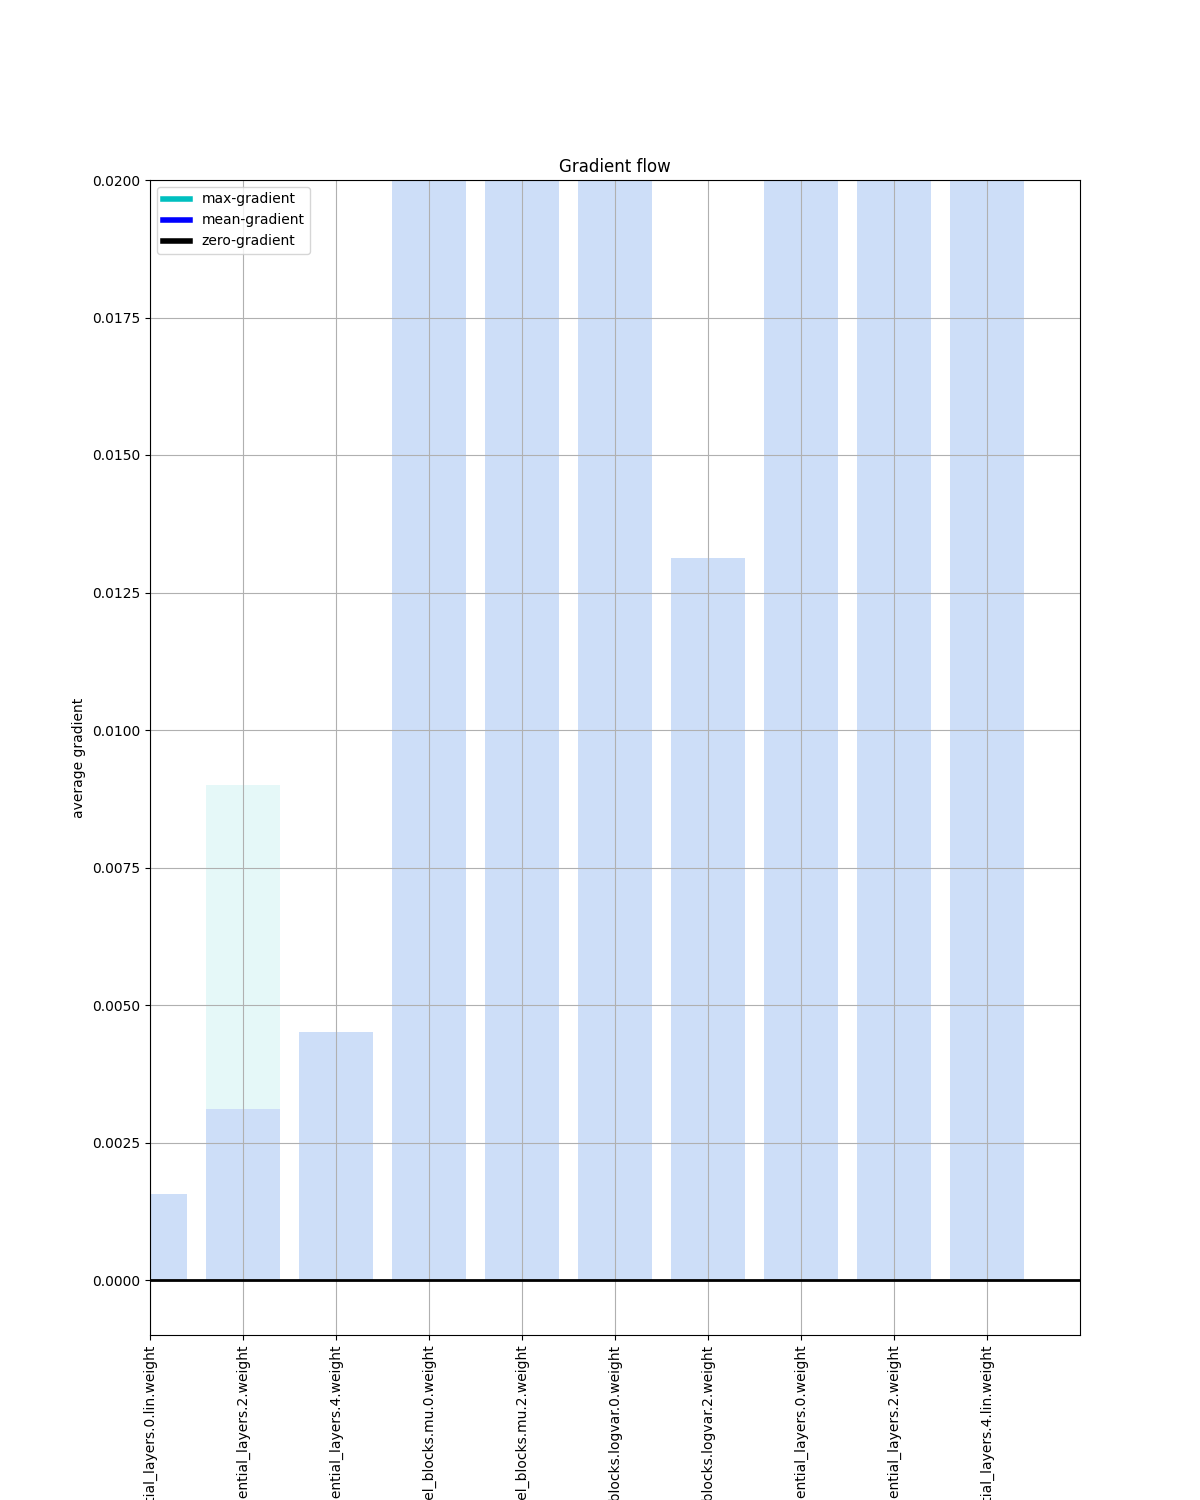 Gradient flow
max-gradient
mean-gradient
zero-gradient
0.0200
0.0175
0.0150
0.0125
0.0100
0.0075
0.0050
0.0025
0.0000
average gradient
tial_layers.0.lin.weight
ential_layers.2.weight
ential_layers.4.weight
el_blocks.mu.0.weight
el_blocks.mu.2.weight
blocks.logvar.0.weight
blocks.logvar.2.weight
ential_layers.0.weight
ential_layers.2.weight
tial_layers.4.lin.weight